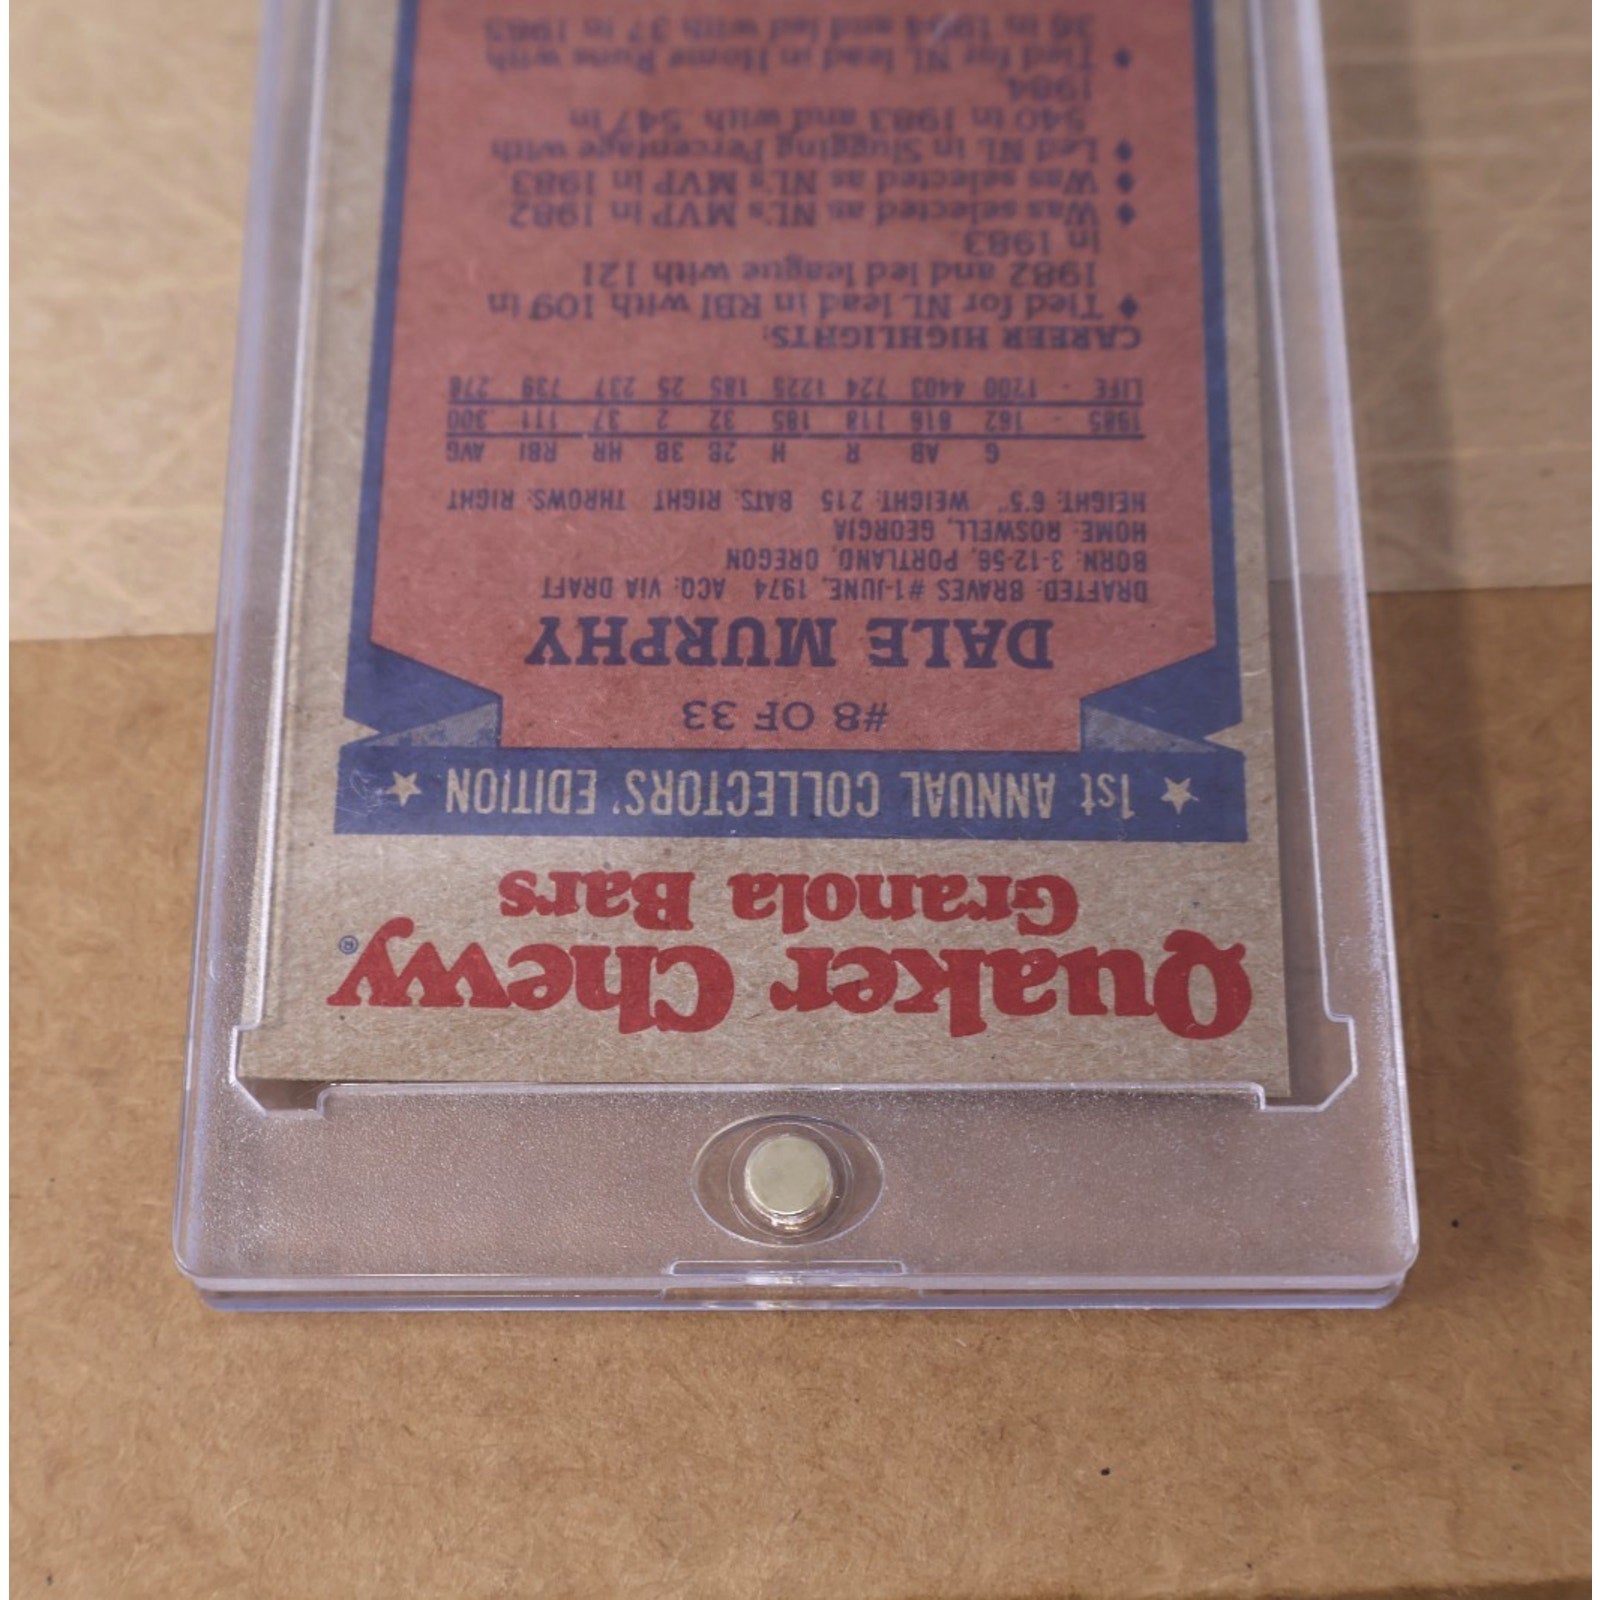 Quaker Chewy®
Granola Bars
1st ANNUAL COLLECTORS' EDITION
#8 OF 33
DALE MURPHY
DRAFTED: BRAVES #1-JUNE, 1974 ACQ: VIA DRAFT
BORN: 3-12-56, PORTLAND, OREGON
HOME: ROSWELL, GEORGIA
HEIGHT: 6'5" WEIGHT: 215 BATS: RIGHT THROWS: RIGHT
G AB R H 2B 3B HR RBI AVG
1985 - 162 616 118 185 32 2 37 111 .300
LIFE - 1200 4403 724 1225 185 25 237 739 .278
CAREER HIGHLIGHTS:
♦ Tied for NL lead in RBI with 109 in
1982 and led league with 121
in 1983.
♦ Was selected as NL's MVP in 1982
♦ Was selected as NL's MVP in 1983
♦ Led NL in Slugging Percentage with
.540 in 1983 and with .547 in
1984
♦ Tied for NL lead in Home Runs with
36 in 1984 and led with 37 in 1985